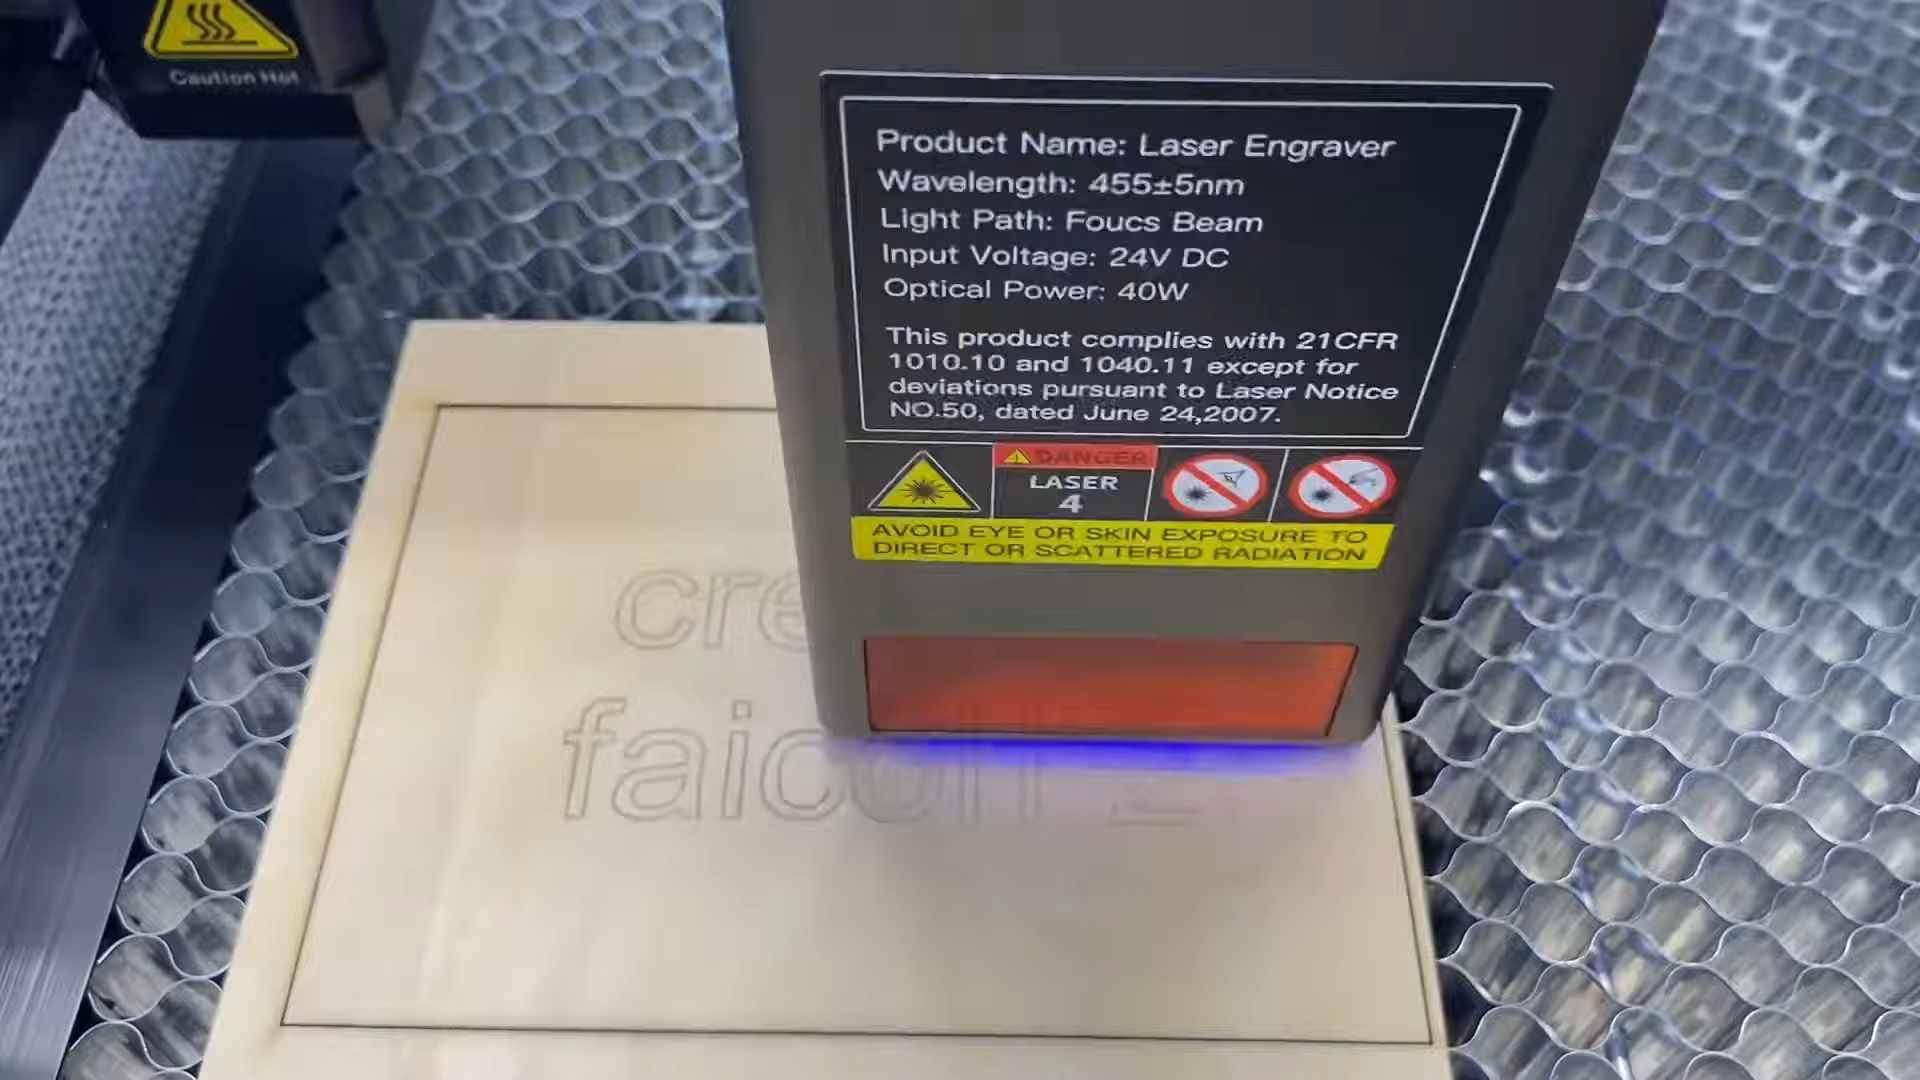 Caution Hot
Product Name: Laser Engraver
Wavelength: 455±5nm
Light Path: Foucs Beam
Input Voltage: 24V DC
Optical Power: 40W
This product complies with 21CFR
1010.10 and 1040.11 except for
deviations pursuant to Laser Notice
NO.50, dated June 24,2007.
DANGER
LASER
4
AVOID EYE OR SKIN EXPOSURE TO
DIRECT OR SCATTERED RADIATION
cre
faico 2